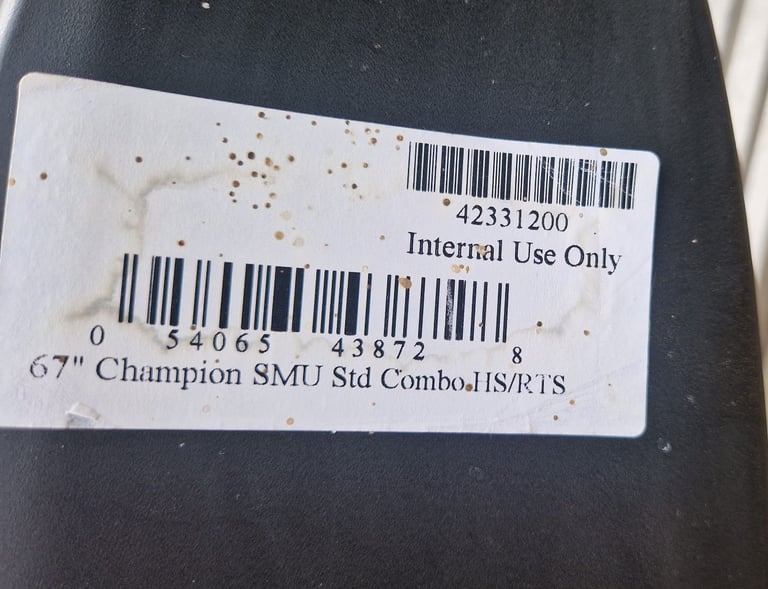 42331200
Internal Use Only
0 54065 43872 8
67" Champion SMU Std Combo HS/RTS